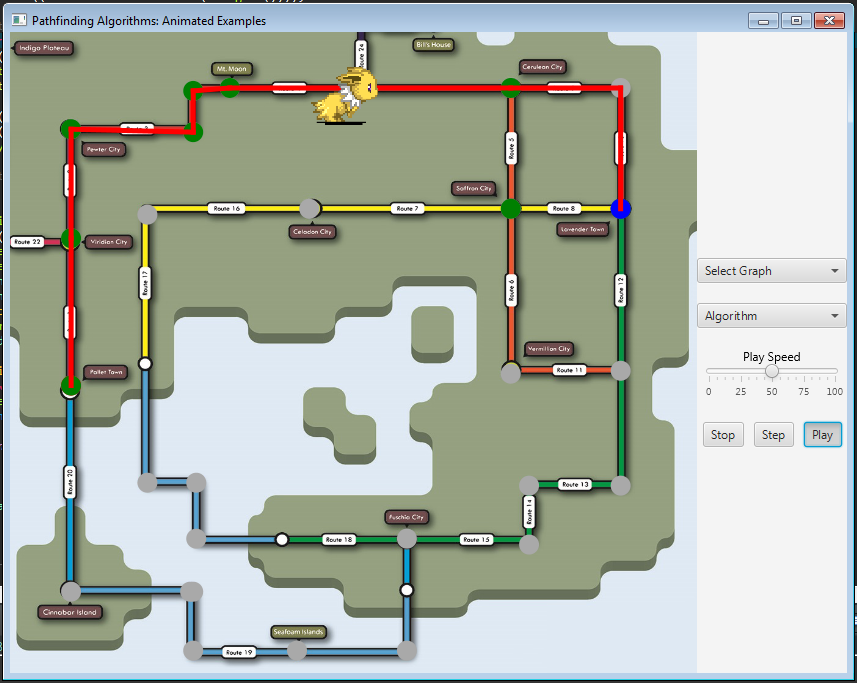 Pathfinding Algorithms: Animated Examples
Indigo Plateau
Route 24
Bill's House
Mt. Moon
Cerulean City
Pewter City
Route 5
Saffron City
Route 16
Route 7
Route 8
Celadon City
Lavender Town
Route 22
Viridian City
Route 17
Route 6
Route 12
Select Graph
Algorithm
Vermilion City
Play Speed
Pallet Town
Route 11
0 25 50 75 100
Stop Step Play
Route 20
Route 13
Route 14
Fuschia City
Route 18
Route 15
Cinnabar Island
Seafoam Islands
Route 19